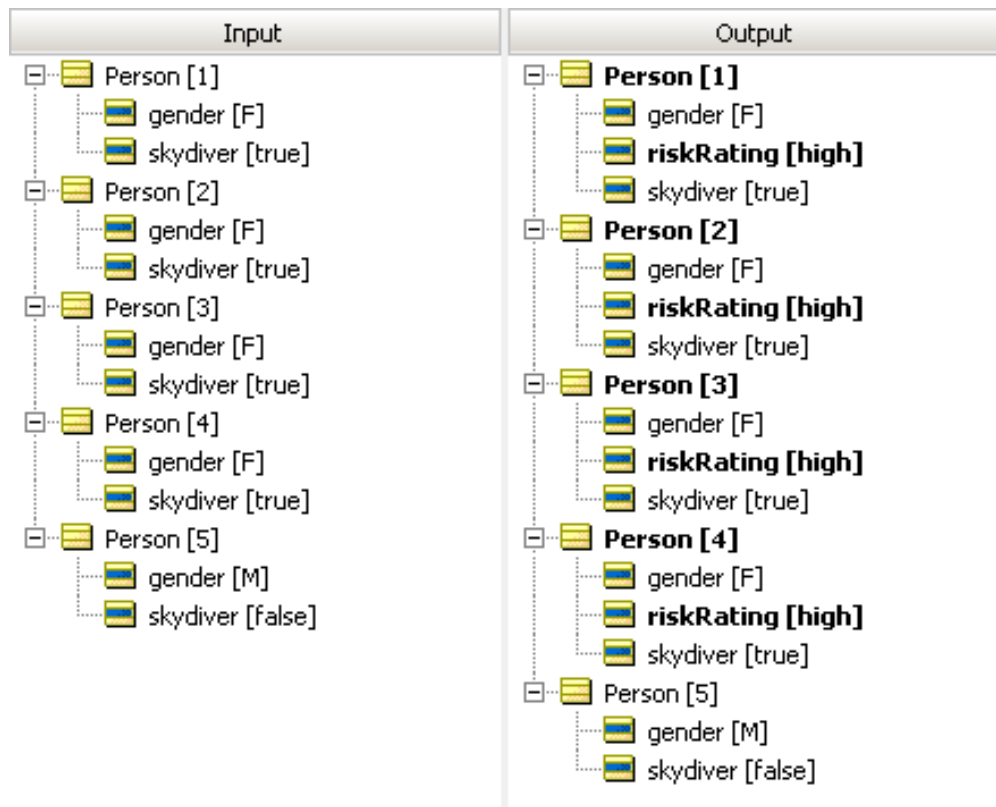 Input
Person [1]
gender [F]
skydiver [true]
Person [2]
gender [F]
skydiver [true]
Person [3]
gender [F]
skydiver [true]
Person [4]
gender [F]
skydiver [true]
Person [5]
gender [M]
skydiver [false]
Output
Person [1]
gender [F]
riskRating [high]
skydiver [true]
Person [2]
gender [F]
riskRating [high]
skydiver [true]
Person [3]
gender [F]
riskRating [high]
skydiver [true]
Person [4]
gender [F]
riskRating [high]
skydiver [true]
Person [5]
gender [M]
skydiver [false]